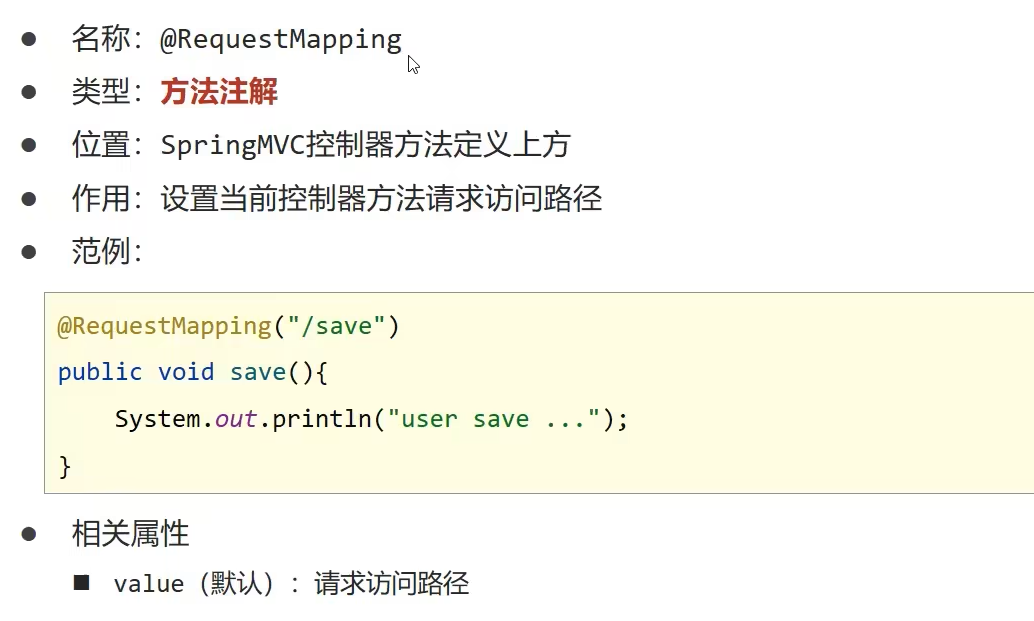 ● 名称：@RequestMapping
● 类型：方法注解
● 位置：SpringMVC控制器方法定义上方
● 作用：设置当前控制器方法请求访问路径
● 范例：
@RequestMapping("/save")
public void save(){
    System.out.println("user save ...");
}
● 相关属性
■ value（默认）：请求访问路径